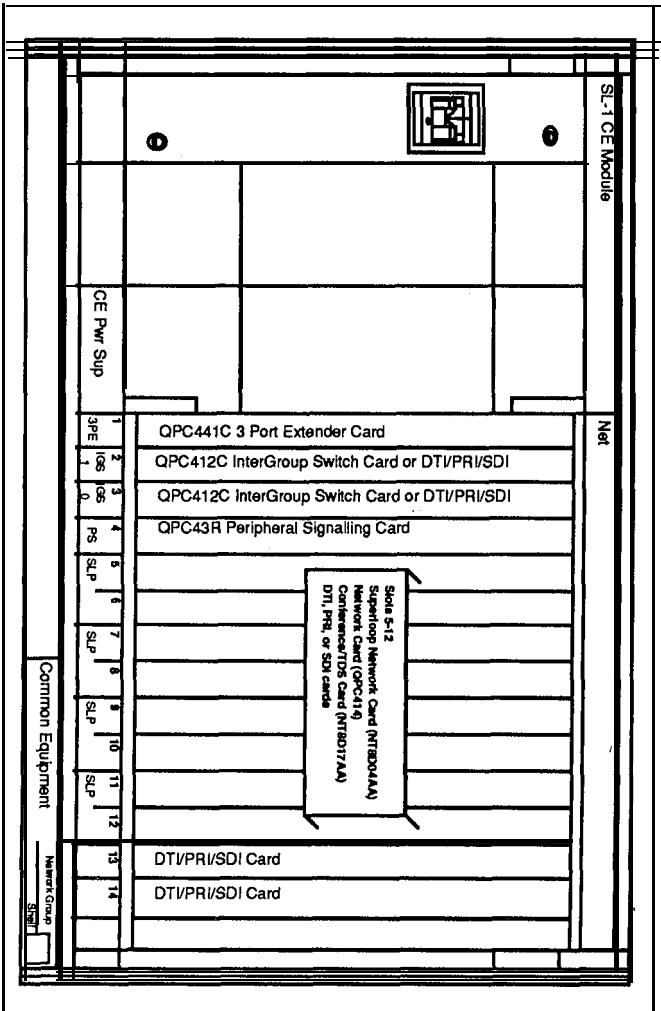 SL-1 CE Module
Net
CE Pwr Sup
1
3PE
QPC441C 3 Port Extender Card
2
IGS
1
QPC412C InterGroup Switch Card or DTI/PRI/SDI
3
IGS
0
QPC412C InterGroup Switch Card or DTI/PRI/SDI
4
PS
QPC43R Peripheral Signalling Card
5
SLP
6
7
SLP
8
9
SLP
10
11
SLP
12
Slots 5-12
Superloop Network Card (NT8D04AA)
Network Card (QPC414)
Conference/TDS Card (NT8D17AA)
DTI, PRI, or SDI cards
13
DTI/PRI/SDI Card
14
DTI/PRI/SDI Card
Common Equipment
Network Group
Shelf